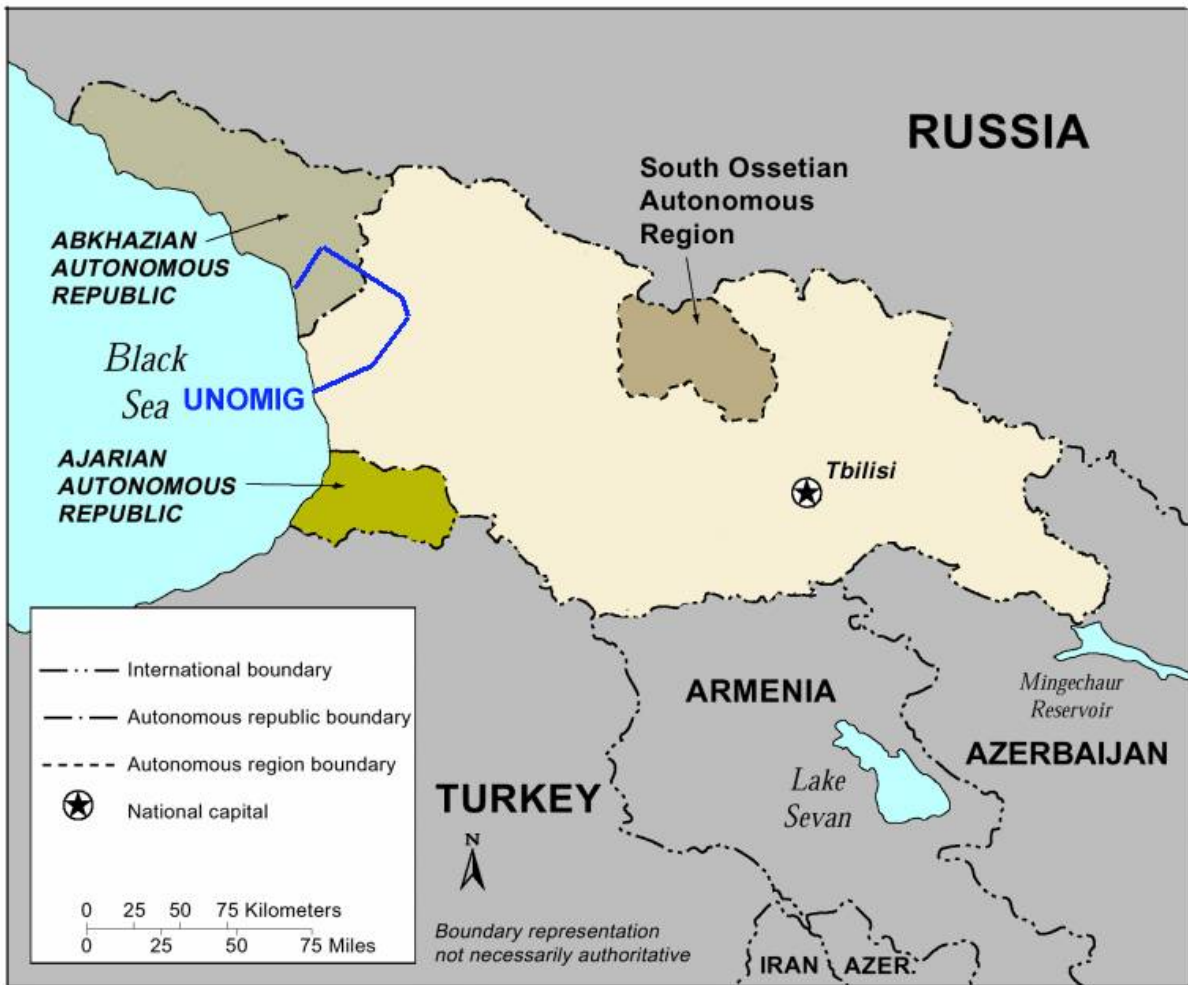 RUSSIA
South Ossetian
Autonomous
Region
ABKHAZIAN
AUTONOMOUS
REPUBLIC
Black
Sea
UNOMIG
AJARIAN
AUTONOMOUS
REPUBLIC
Tbilisi
International boundary
Autonomous republic boundary
Autonomous region boundary
National capital
0 25 50 75 Kilometers
0 25 50 75 Miles
ARMENIA
Mingechaur
Reservoir
AZERBAIJAN
Lake
Sevan
TURKEY
N
Boundary representation
not necessarily authoritative
IRAN
AZER.